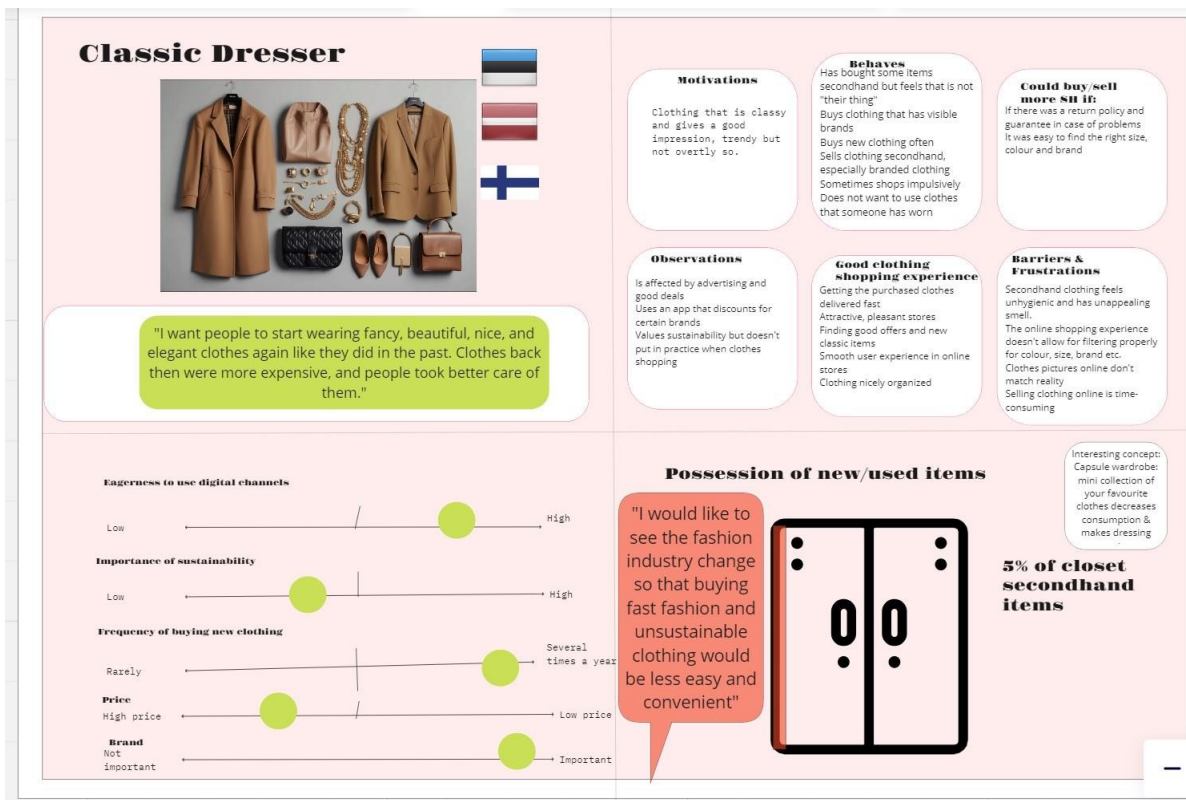 Classic Dresser
"I want people to start wearing fancy, beautiful, nice, and
elegant clothes again like they did in the past. Clothes back
then were more expensive, and people took better care of
them."
Motivations
Clothing that is classy
and gives a good
impression, trendy but
not overtly so.
Behaves
Has bought some items
secondhand but feels that is not
"their thing"
Buys clothing that has visible
brands
Buys new clothing often
Sells clothing secondhand,
especially branded clothing
Sometimes shops impulsively
Does not want to use clothes
that someone has worn
Could buy/sell
more SH if:
If there was a return policy and
guarantee in case of problems
It was easy to find the right size,
colour and brand
Observations
Is affected by advertising and
good deals
Uses an app that discounts for
certain brands
Values sustainability but doesn't
put in practice when clothes
shopping
Good clothing
shopping experience
Getting the purchased clothes
delivered fast
Attractive, pleasant stores
Finding good offers and new
classic items
Smooth user experience in online
stores
Clothing nicely organized
Barriers &
Frustrations
Secondhand clothing feels
unhygienic and has unappealing
smell.
The online shopping experience
doesn't allow for filtering properly
for colour, size, brand etc.
Clothes pictures online don't
match reality
Selling clothing online is time-
consuming
Eagerness to use digital channels
Low
High
Importance of sustainability
Low
High
Frequency of buying new clothing
Rarely
Several
times a year
Price
High price
Low price
Brand
Not
important
Important
Possession of new/used items
"I would like to
see the fashion
industry change
so that buying
fast fashion and
unsustainable
clothing would
be less easy and
convenient"
5% of closet
secondhand
items
Interesting concept:
Capsule wardrobe:
mini collection of
your favourite
clothes decreases
consumption &
makes dressing